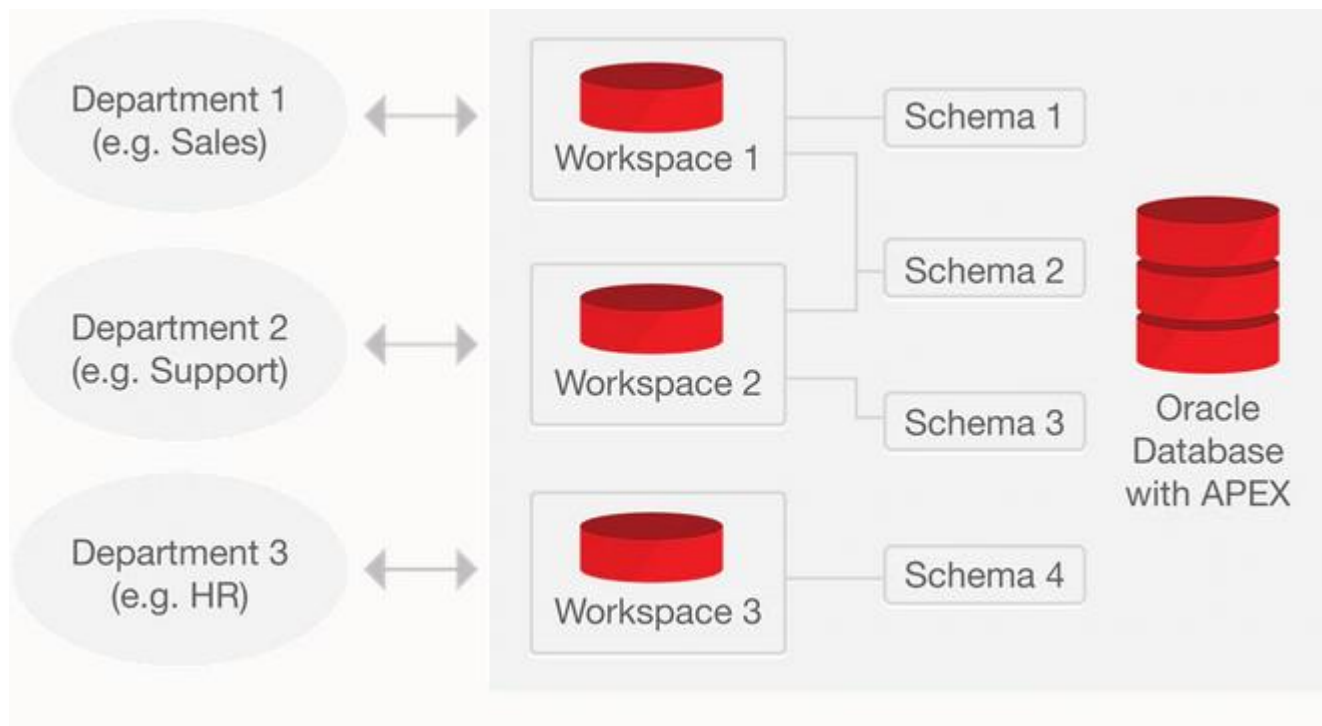 Department 1
(e.g. Sales)
Workspace 1
Schema 1
Department 2
(e.g. Support)
Workspace 2
Schema 2
Schema 3
Department 3
(e.g. HR)
Workspace 3
Schema 4
Oracle
Database
with APEX